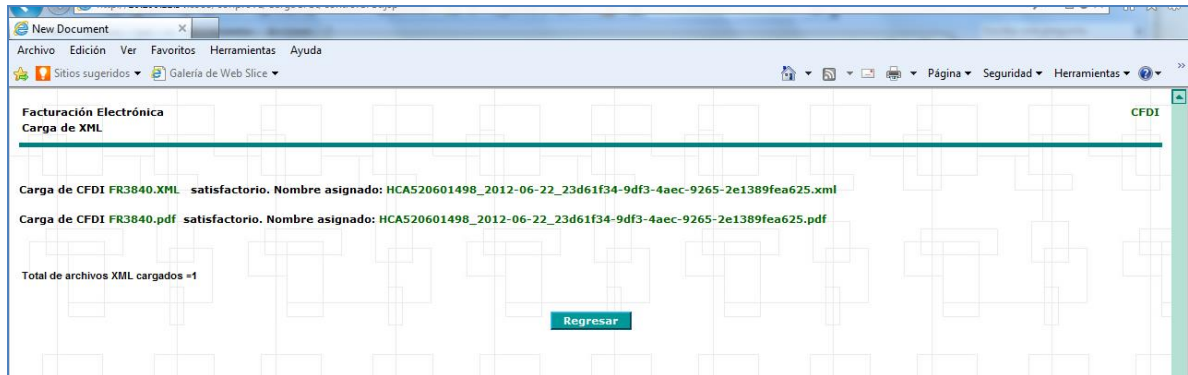 New Document
Archivo Edición Ver Favoritos Herramientas Ayuda
Sitios sugeridos Galería de Web Slice Página Seguridad Herramientas
Facturación Electrónica CFDI
Carga de XML
Carga de CFDI FR3840.XML satisfactorio. Nombre asignado: HCA520601498_2012-06-22_23d61f34-9df3-4aec-9265-2e1389fea625.xml
Carga de CFDI FR3840.pdf satisfactorio. Nombre asignado: HCA520601498_2012-06-22_23d61f34-9df3-4aec-9265-2e1389fea625.pdf
Total de archivos XML cargados =1
Regresar